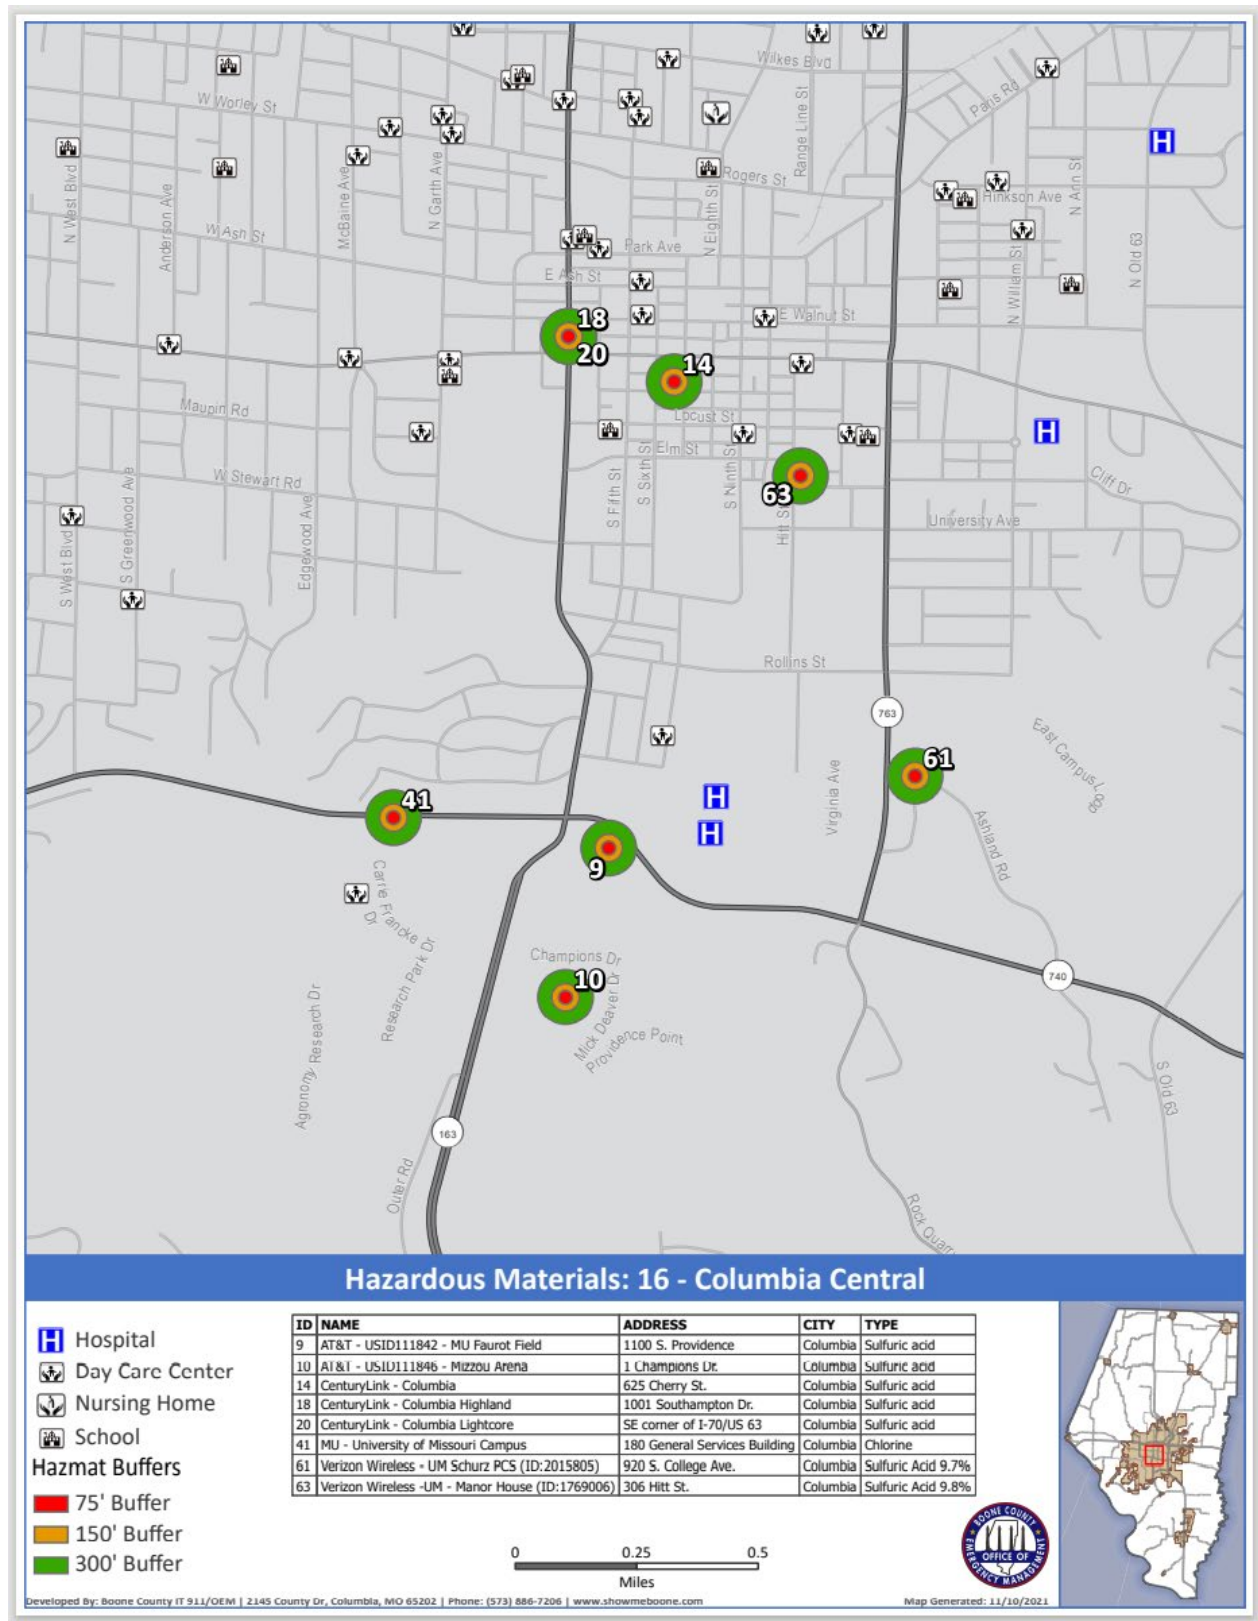 Wilkes Blvd
Paris Rd
W Worley St
Range Line St
N West Blvd
Anderson Ave
McBaine Ave
N Garth Ave
Rogers St
N Eighth St
Hinkson Ave
N Ann St
W Ash St
Park Ave
N William St
N Old 63
E Ash St
18
20
E Walnut St
14
Maupin Rd
Locust St
Elm St
W Stewart Rd
S Sixth St
S Ninth St
63
Cliff Dr
S West Blvd
S Greenwood Ave
Edgewood Ave
S Fifth St
Hitt St
University Ave
Rollins St
763
East Campus Loop
61
41
Virginia Ave
Ashland Rd
9
Carrie Francke Dr
Champions Dr
Research Park Dr
10
Mick Deaver Dr
740
Providence Point
Agronomy Research Dr
S Old 63
163
Outer Rd
Rock Quarry
Hazardous Materials: 16 - Columbia Central
H Hospital
Day Care Center
Nursing Home
School
Hazmat Buffers
75' Buffer
150' Buffer
300' Buffer
ID NAME ADDRESS CITY TYPE
9 AT&T - USID111842 - MU Faurot Field 1100 S. Providence Columbia Sulfuric acid
10 AT&T - USID111846 - Mizzou Arena 1 Champions Dr. Columbia Sulfuric acid
14 CenturyLink - Columbia 625 Cherry St. Columbia Sulfuric acid
18 CenturyLink - Columbia Highland 1001 Southampton Dr. Columbia Sulfuric acid
20 CenturyLink - Columbia Lightcore SE corner of I-70/US 63 Columbia Sulfuric acid
41 MU - University of Missouri Campus 180 General Services Building Columbia Chlorine
61 Verizon Wireless - UM Schurz PCS (ID:2015805) 920 S. College Ave. Columbia Sulfuric Acid 9.7%
63 Verizon Wireless -UM - Manor House (ID:1769006) 306 Hitt St. Columbia Sulfuric Acid 9.8%
0 0.25 0.5
Miles
BOONE COUNTY
OFFICE OF
EMERGENCY MANAGEMENT
Developed By: Boone County IT 911/OEM | 2145 County Dr, Columbia, MO 65202 | Phone: (573) 886-7206 | www.showmeboone.com
Map Generated: 11/10/2021